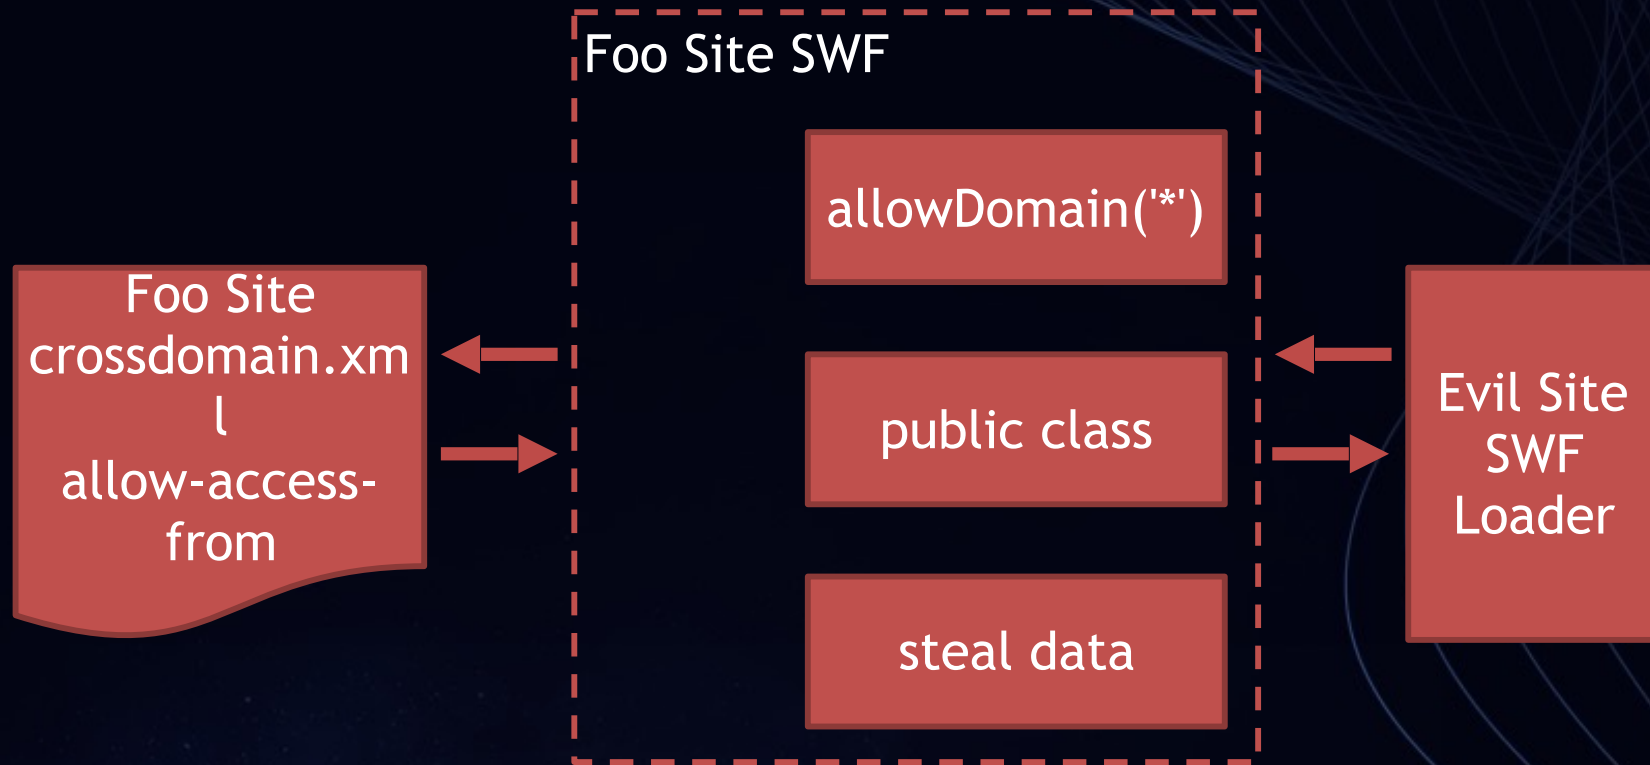 Foo Site SWF
allowDomain('*')
Foo Site
crossdomain.xm
l
allow-access-
from
public class
Evil Site
SWF
Loader
steal data